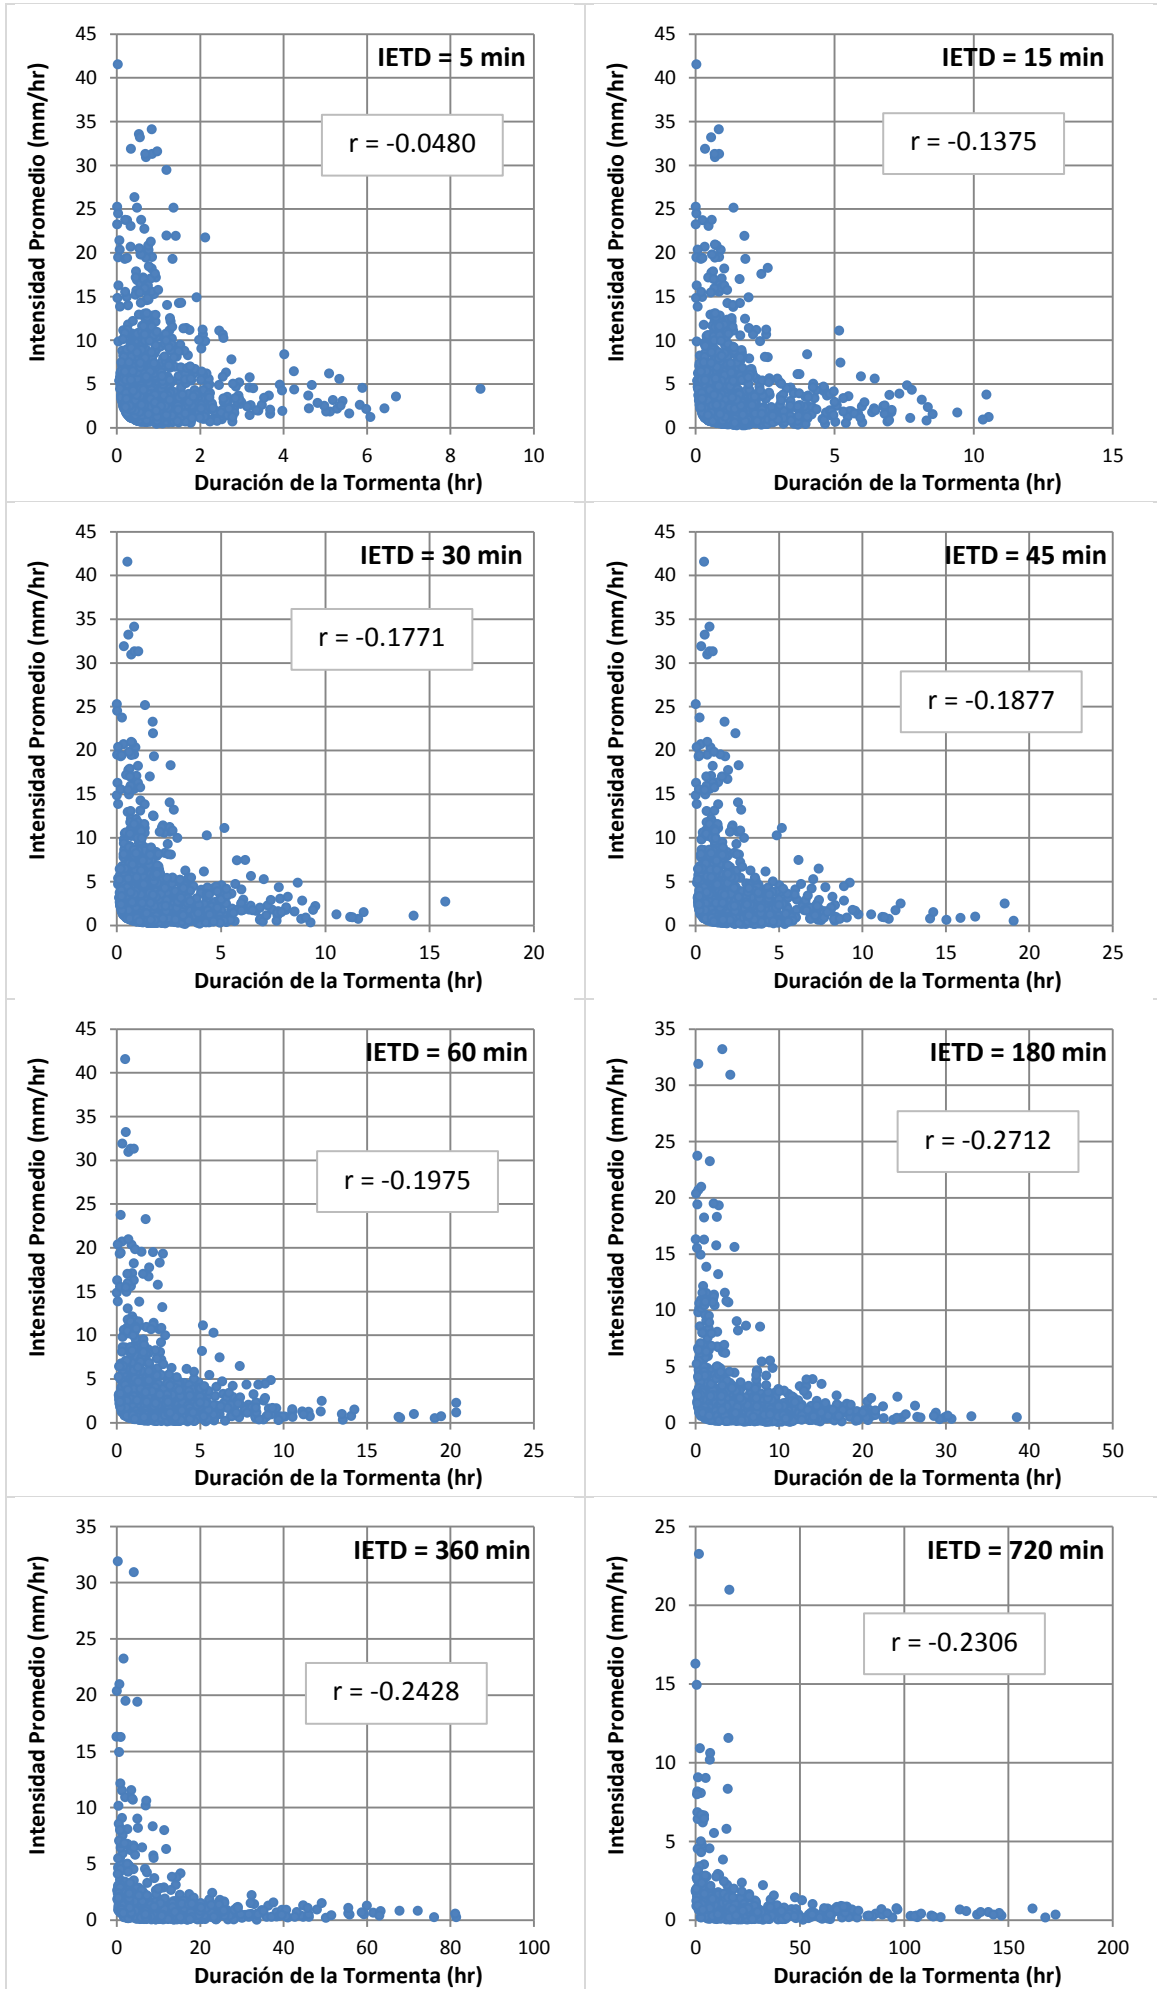 IETD = 5 min
Intensidad Promedio (mm/hr)
45
40
35
30
25
20
15
10
5
0
r = -0.0480
0 2 4 6 8 10
Duración de la Tormenta (hr)
IETD = 15 min
Intensidad Promedio (mm/hr)
45
40
35
30
25
20
15
10
5
0
r = -0.1375
0 5 10 15
Duración de la Tormenta (hr)
IETD = 30 min
Intensidad Promedio (mm/hr)
45
40
35
30
25
20
15
10
5
0
r = -0.1771
0 5 10 15 20
Duración de la Tormenta (hr)
IETD = 45 min
Intensidad Promedio (mm/hr)
45
40
35
30
25
20
15
10
5
0
r = -0.1877
0 5 10 15 20 25
Duración de la Tormenta (hr)
IETD = 60 min
Intensidad Promedio (mm/hr)
45
40
35
30
25
20
15
10
5
0
r = -0.1975
0 5 10 15 20 25
Duración de la Tormenta (hr)
IETD = 180 min
Intensidad Promedio (mm/hr)
35
30
25
20
15
10
5
0
r = -0.2712
0 10 20 30 40 50
Duración de la Tormenta (hr)
IETD = 360 min
Intensidad Promedio (mm/hr)
35
30
25
20
15
10
5
0
r = -0.2428
0 20 40 60 80 100
Duración de la Tormenta (hr)
IETD = 720 min
Intensidad Promedio (mm/hr)
25
20
15
10
5
0
r = -0.2306
0 50 100 150 200
Duración de la Tormenta (hr)